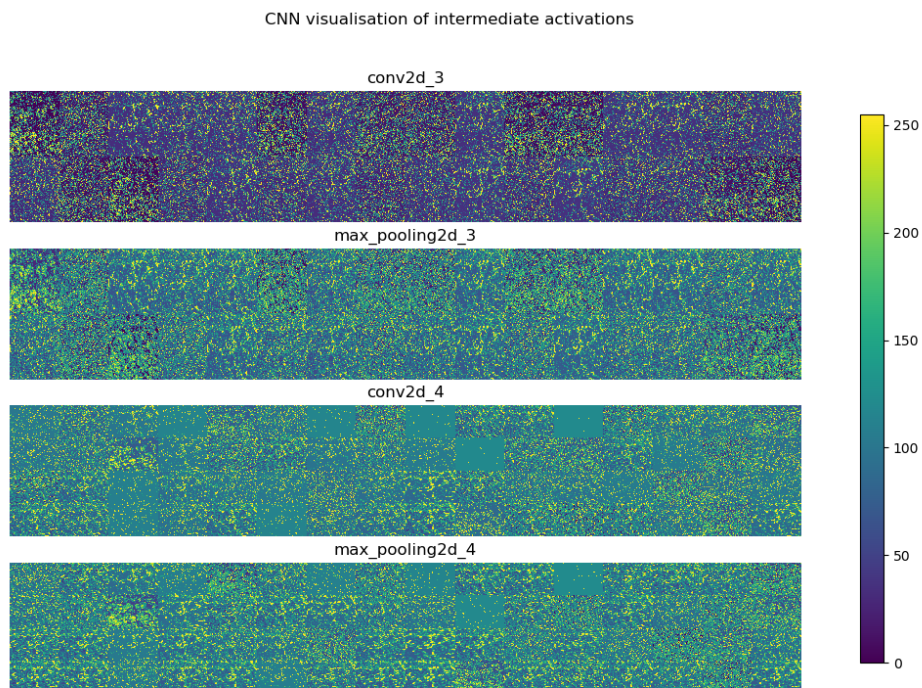 CNN visualisation of intermediate activations
conv2d_3
max_pooling2d_3
conv2d_4
max_pooling2d_4
250
200
150
100
50
0